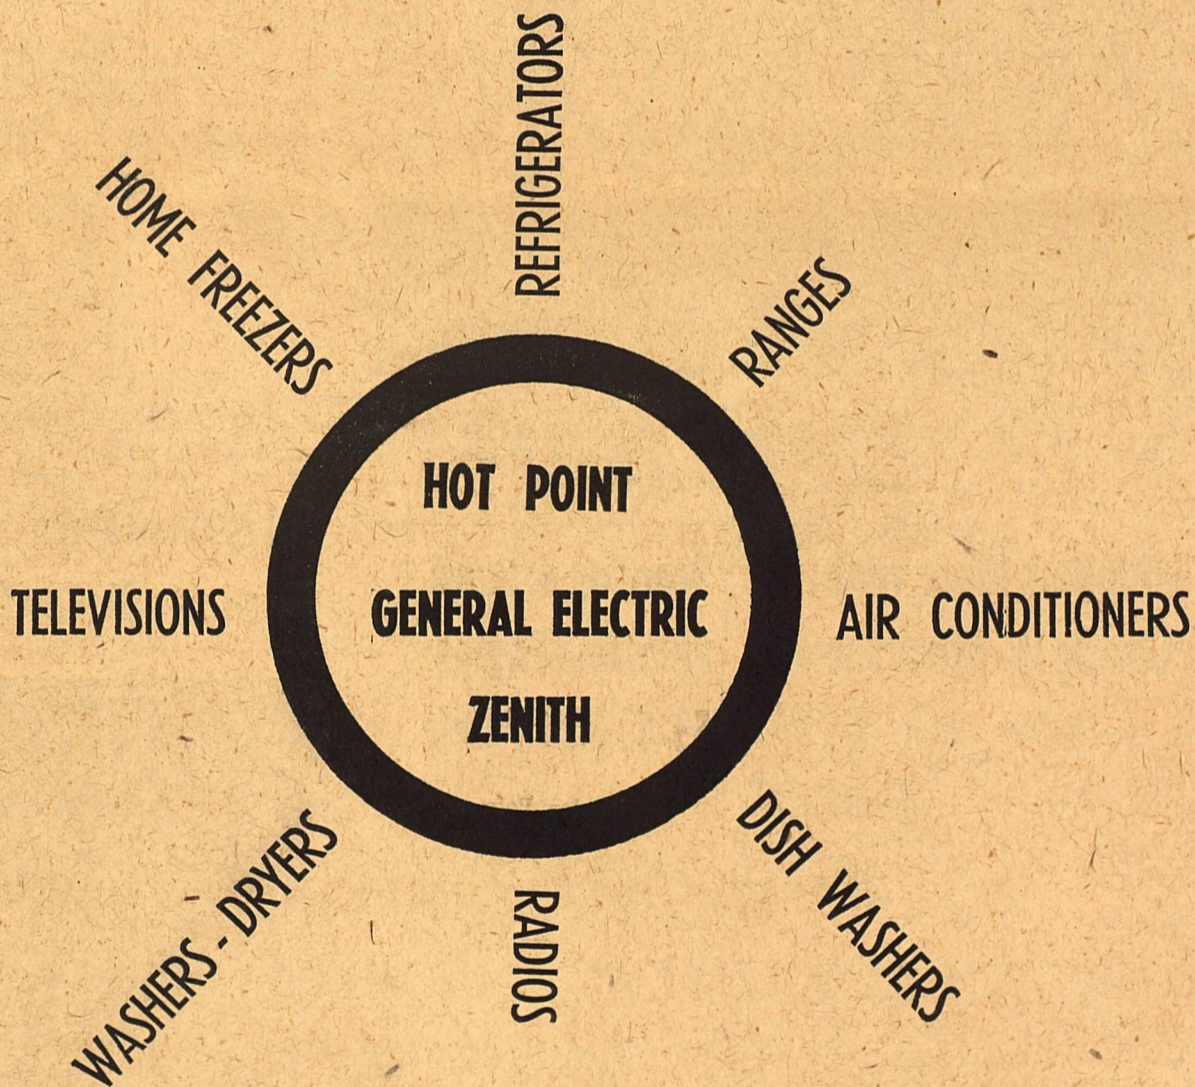 REFRIGERATORS
HOME FREEZERS
RANGES
HOT POINT
GENERAL ELECTRIC
ZENITH
TELEVISIONS
AIR CONDITIONERS
WASHERS - DRYERS
DISH WASHERS
RADIOS